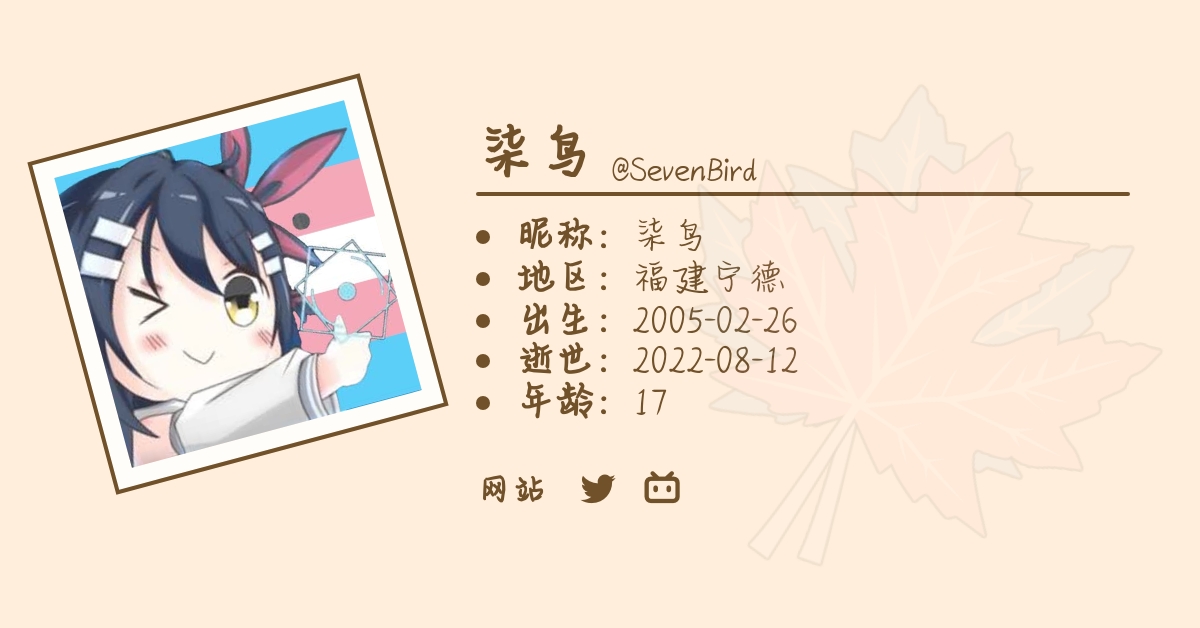 柒鸟 @SevenBird
昵称： 柒鸟
地区： 福建宁德
出生： 2005-02-26
逝世： 2022-08-12
年龄： 17
网站